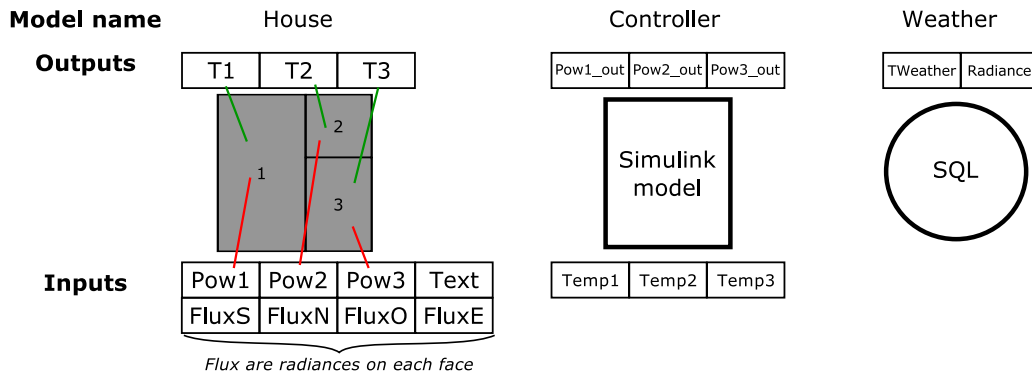 Model name House Controller Weather
Outputs T1 T2 T3 Pow1_out Pow2_out Pow3_out TWeather Radiance
2
1
3
Simulink
model
SQL
Inputs Pow1 Pow2 Pow3 Text Temp1 Temp2 Temp3
FluxS FluxN FluxO FluxE
Flux are radiances on each face